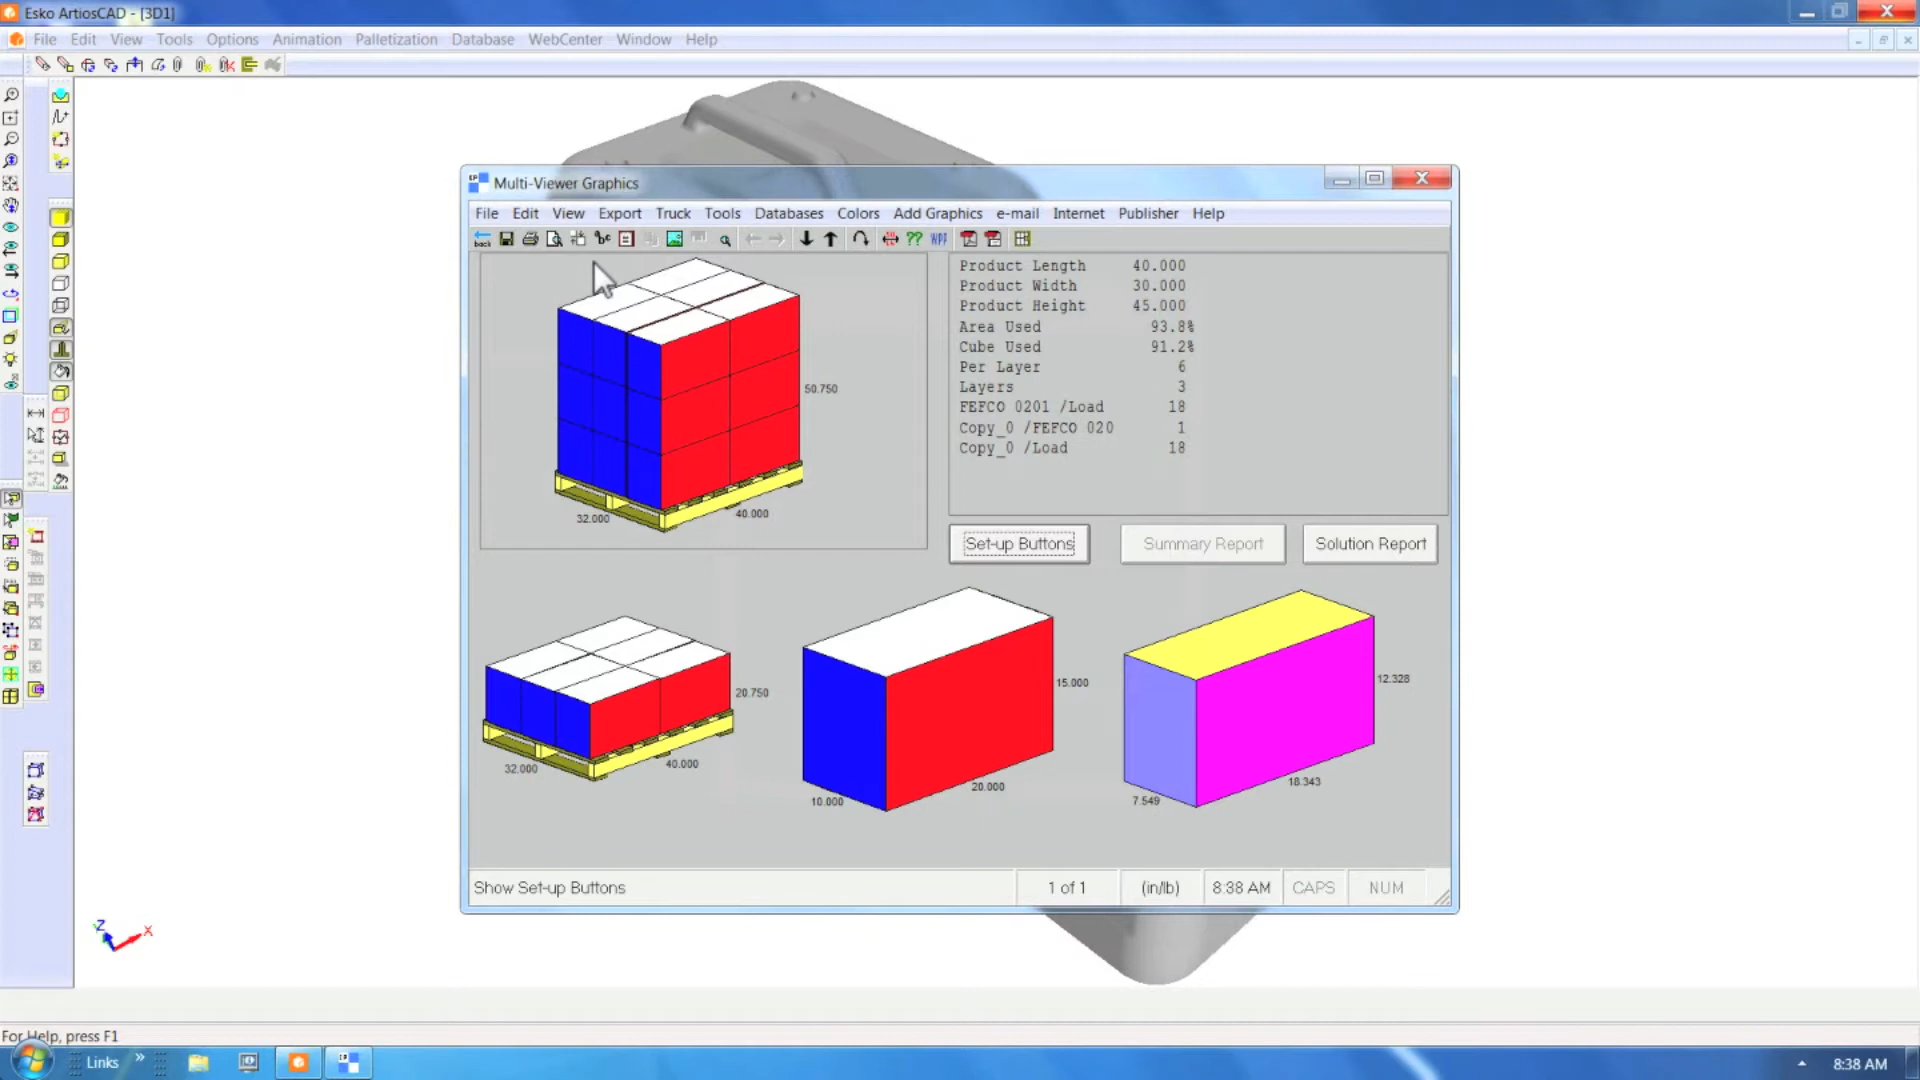 Esko ArtiosCAD - [3D1]
File Edit View Tools Options Animation Palletization Database WebCenter Window Help
Multi-Viewer Graphics
File Edit View Export Truck Tools Databases Colors Add Graphics e-mail Internet Publisher Help
back
abc
??
WPF
Product Length 40.000
Product Width 30.000
Product Height 45.000
Area Used 93.8%
Cube Used 91.2%
Per Layer 6
Layers 3
FEFCO 0201 /Load 18
Copy_0 /FEFCO 020 1
Copy_0 /Load 18
50.750
32.000
40.000
Set-up Buttons
Summary Report
Solution Report
20.750
32.000
40.000
15.000
10.000
20.000
12.328
7.549
18.343
Show Set-up Buttons
1 of 1
(in/lb)
8:38 AM
CAPS
NUM
Z
X
For Help, press F1
Links
»
8:38 AM